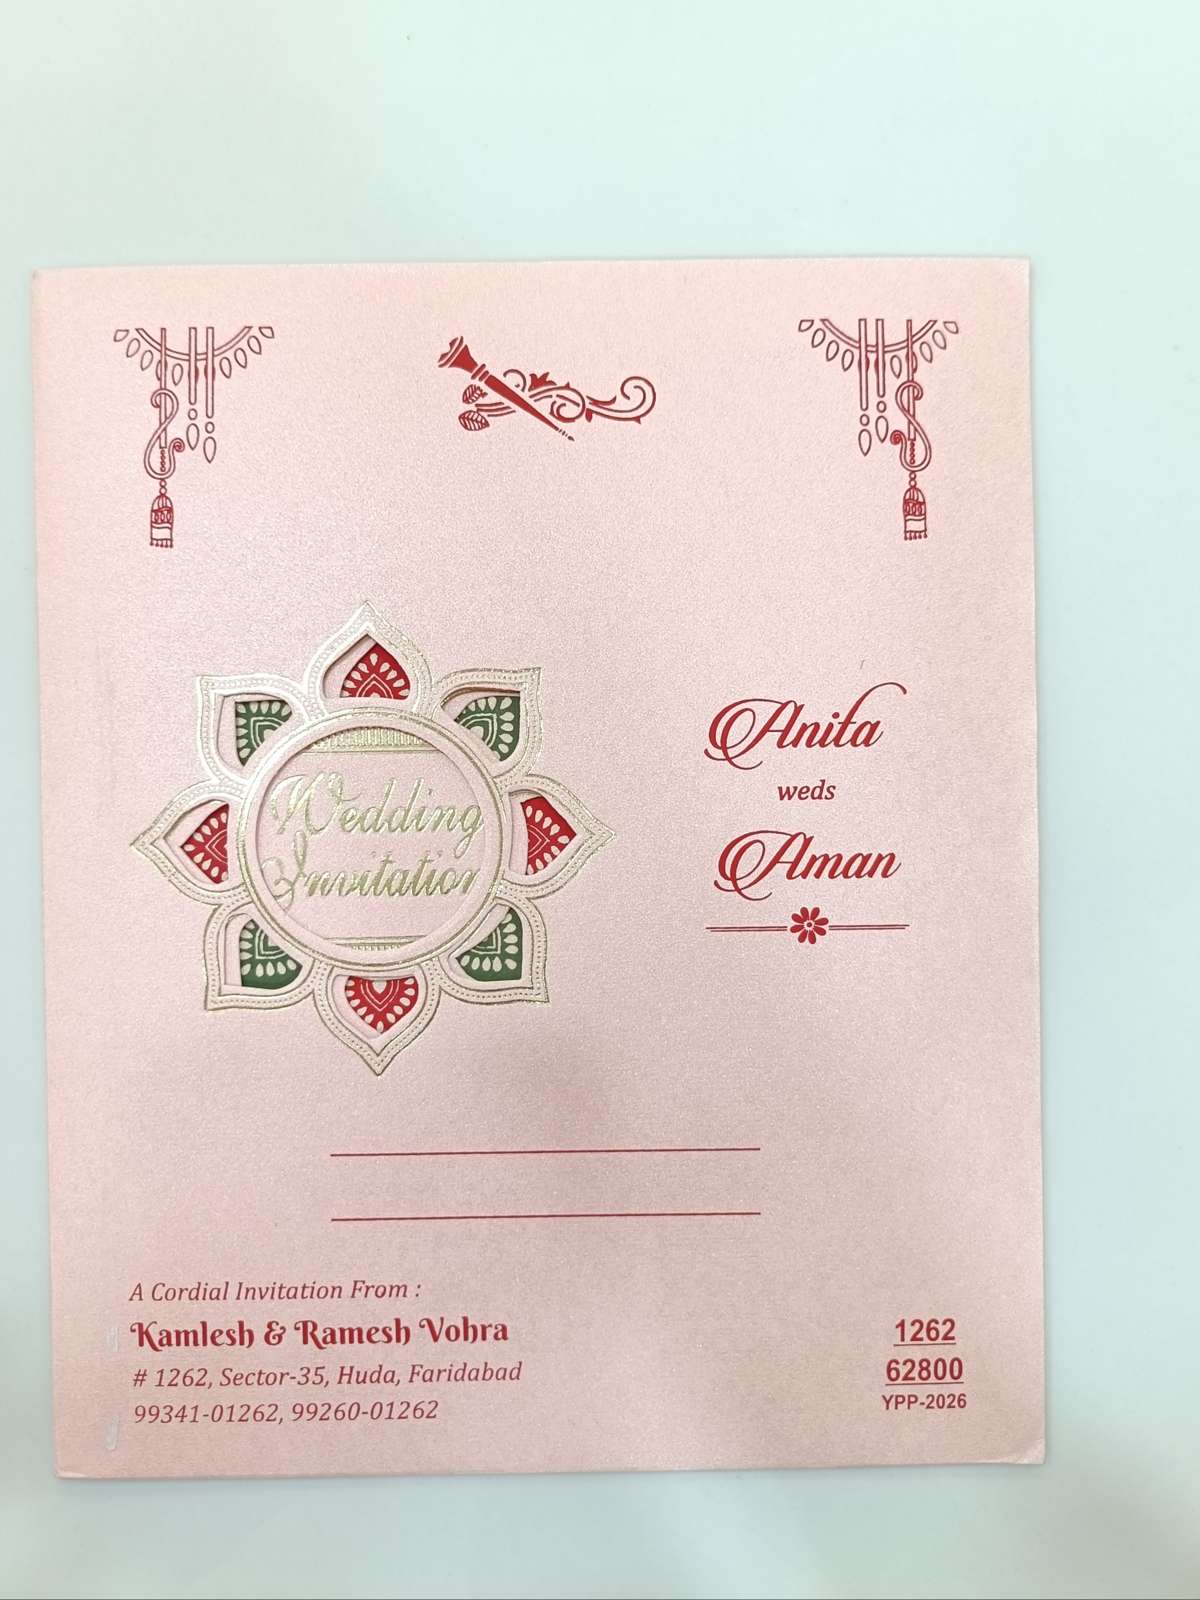 Wedding
Invitation
Anita
weds
Aman
A Cordial Invitation From :
Kamlesh & Ramesh Vohra
# 1262, Sector-35, Huda, Faridabad
99341-01262, 99260-01262
1262
62800
YPP-2026